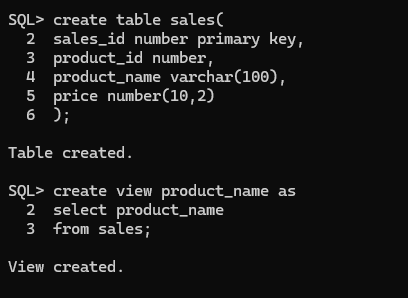 SQL> create table sales(
  2  sales_id number primary key,
  3  product_id number,
  4  product_name varchar(100),
  5  price number(10,2)
  6  );
Table created.
SQL> create view product_name as
  2  select product_name
  3  from sales;
View created.